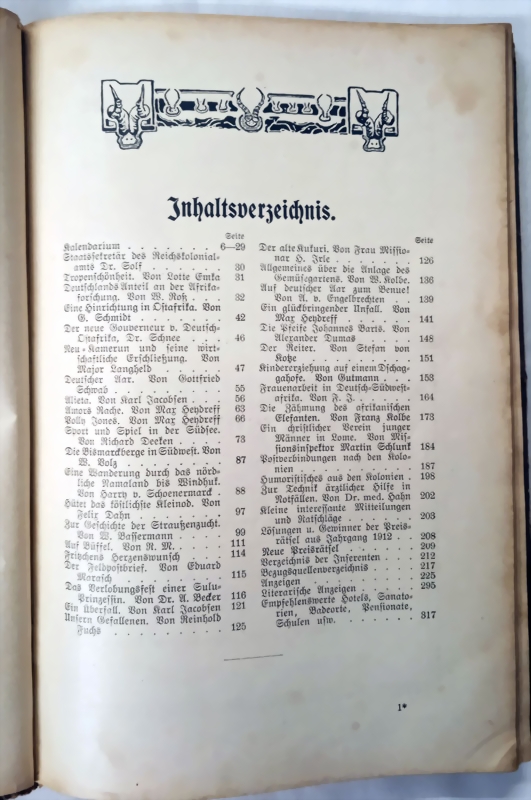 Inhaltsverzeichnis.
Seite
Kalendarium . . . . . . . 6—29
Staatssekretär des Reichskolonial-
amts Dr. Solf . . . . . . 30
Tropenschönheit. Von Lotte Emka 31
Deutschlands Anteil an der Afrika-
forschung. Von W. Roß . . . 32
Eine Hinrichtung in Ostafrika. Von
G. Schmidt . . . . . . . 42
Der neue Gouverneur v. Deutsch-
Ostafrika, Dr. Schnee . . . . 46
Neu-Kamerun und seine wirt-
schaftliche Erschließung. Von
Major Langheld . . . . . . 47
Deutscher Aar. Von Gottfried
Schwab . . . . . . . . 55
Alieta. Von Karl Jacobsen . . . 56
Amors Rache. Von Max Heydreff 63
Polly Jones. Von Max Heydreff 66
Sport und Spiel in der Südsee.
Von Richard Deeken . . . . 73
Die Bismarckberge in Südwest. Von
W. Volz . . . . . . . . 87
Eine Wanderung durch das nörd-
liche Namaland bis Windhuk.
Von Harry v. Schoenermarck . 88
Hütet das köstlichste Kleinod. Von
Felix Dahn . . . . . . . 97
Zur Geschichte der Straußenzucht.
Von W. Bassermann . . . . 99
Auf Büffel. Von R. M. . . . . 111
Fritzchens Herzenswunsch . . . 114
Der Feldpostbrief. Von Eduard
Marasch . . . . . . . . 115
Das Verlobungsfest einer Sulu-
Prinzessin. Von Dr. A. Becker 116
Ein Überfall. Von Karl Jacobsen 121
Unsern Gefallenen. Von Reinhold
Fuchs . . . . . . . . . 125
Seite
Der alte Kukuri. Von Frau Missio-
nar H. Irle . . . . . . . 126
Allgemeines über die Anlage des
Gemüsegartens. Von W. Kolbe. 136
Auf deutscher Aar zum Benue!
Von A. v. Engelbrechten . . . 139
Ein glückbringender Unfall. Von
Max Heydreff . . . . . . 141
Die Pfeife Johannes Barts. Von
Alexander Dumas . . . . . 148
Der Reiter. Von Stefan von
Kotze . . . . . . . . . 151
Kindererziehung auf einem Dschag-
gahofe. Von Gutmann . . . . 153
Frauenarbeit in Deutsch-Südwest-
afrika. Von F. J. . . . . . 164
Die Zähmung des afrikanischen
Elefanten. Von Franz Kolbe 173
Ein christlicher Verein junger
Männer in Lome. Von Mis-
sionsinspektor Martin Schlunk 184
Postverbindungen nach den Kolo-
nien . . . . . . . . . 187
Humoristisches aus den Kolonien . 198
Zur Technik ärztlicher Hilfe in
Notfällen. Von Dr. med. Hahn 202
Kleine interessante Mitteilungen
und Ratschläge . . . . . . 203
Lösungen u. Gewinner der Preis-
rätsel aus Jahrgang 1912 . . 208
Neue Preisrätsel . . . . . . 209
Verzeichnis der Inserenten . . . 212
Bezugsquellenverzeichnis . . . . 217
Anzeigen . . . . . . . . 225
Literarische Anzeigen . . . . . 295
Empfehlenswerte Hotels, Sanato-
rien, Badeorte, Pensionate,
Schulen usw. . . . . . . . 317
1*